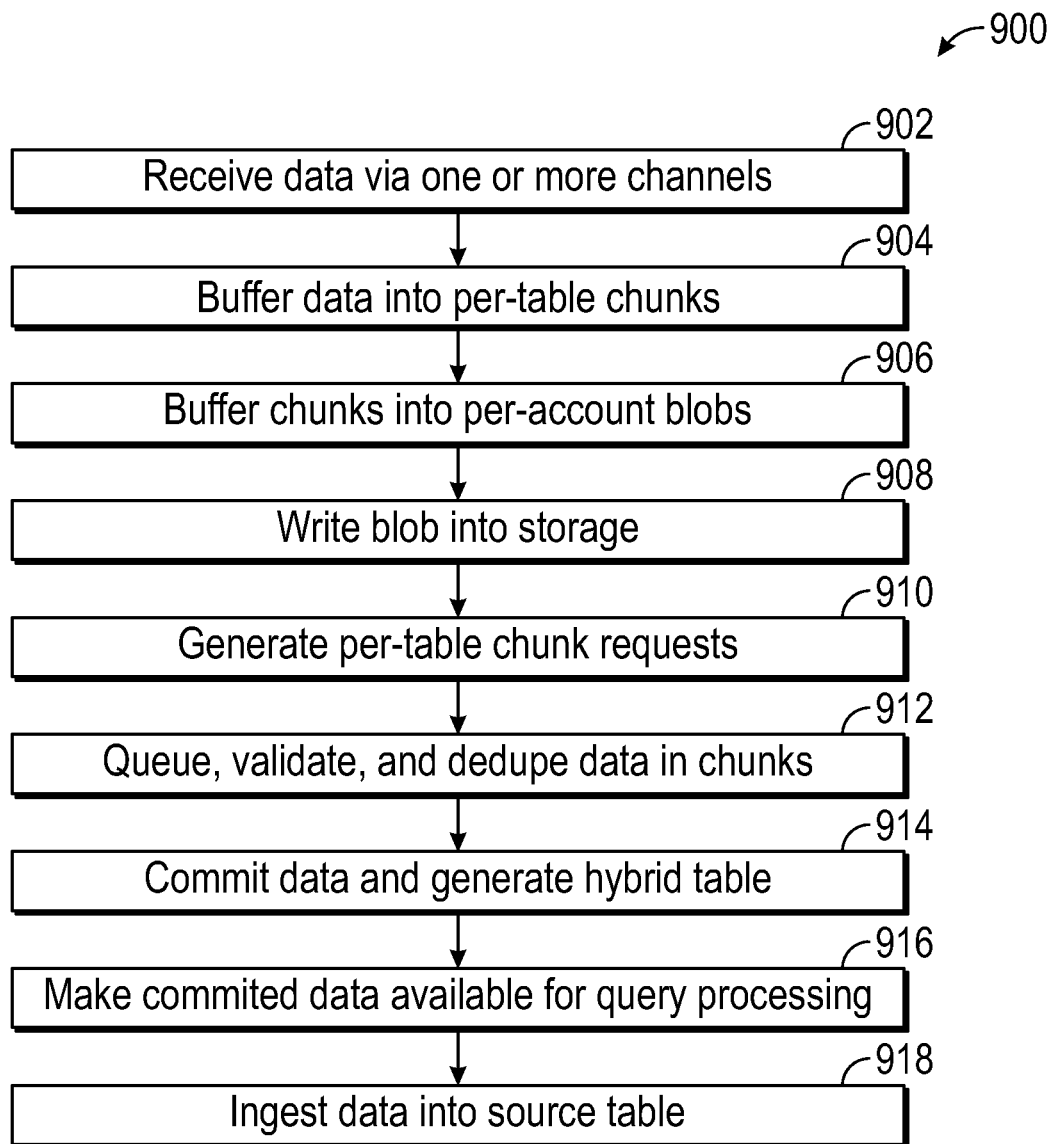 900
902
Receive data via one or more channels
904
Buffer data into per-table chunks
906
Buffer chunks into per-account blobs
908
Write blob into storage
910
Generate per-table chunk requests
912
Queue, validate, and dedupe data in chunks
914
Commit data and generate hybrid table
916
Make commited data available for query processing
918
Ingest data into source table